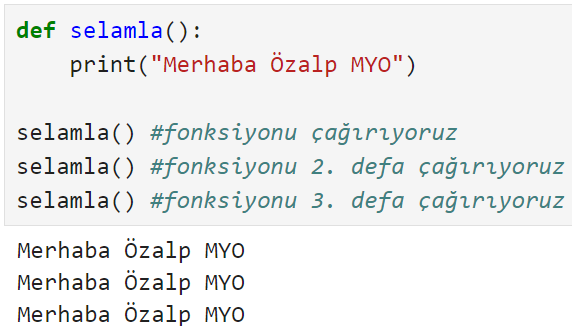 def selamla():
    print("Merhaba Özalp MYO")
selamla() #fonksiyonu çağırıyoruz
selamla() #fonksiyonu 2. defa çağırıyoruz
selamla() #fonksiyonu 3. defa çağırıyoruz
Merhaba Özalp MYO
Merhaba Özalp MYO
Merhaba Özalp MYO